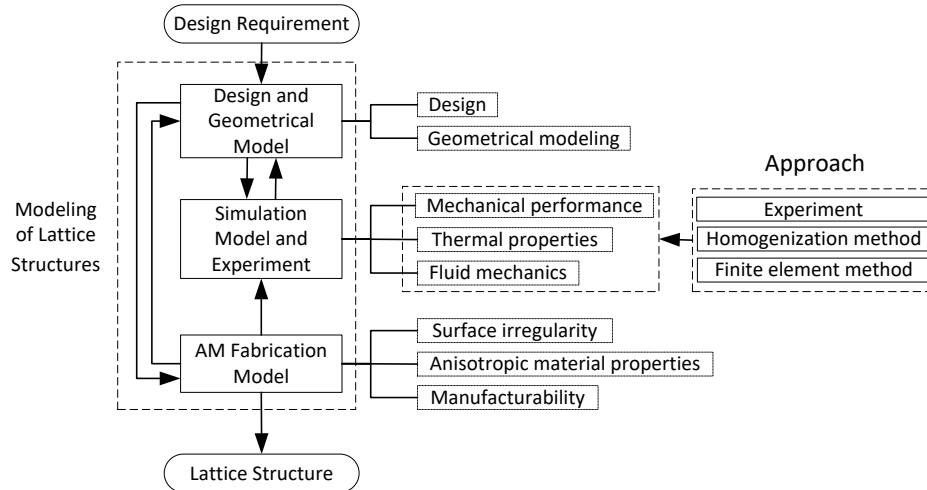 Design Requirement
Design and
Geometrical
Model
Design
Geometrical modeling
Modeling
of Lattice
Structures
Simulation
Model and
Experiment
Mechanical performance
Thermal properties
Fluid mechanics
Approach
Experiment
Homogenization method
Finite element method
AM Fabrication
Model
Surface irregularity
Anisotropic material properties
Manufacturability
Lattice Structure